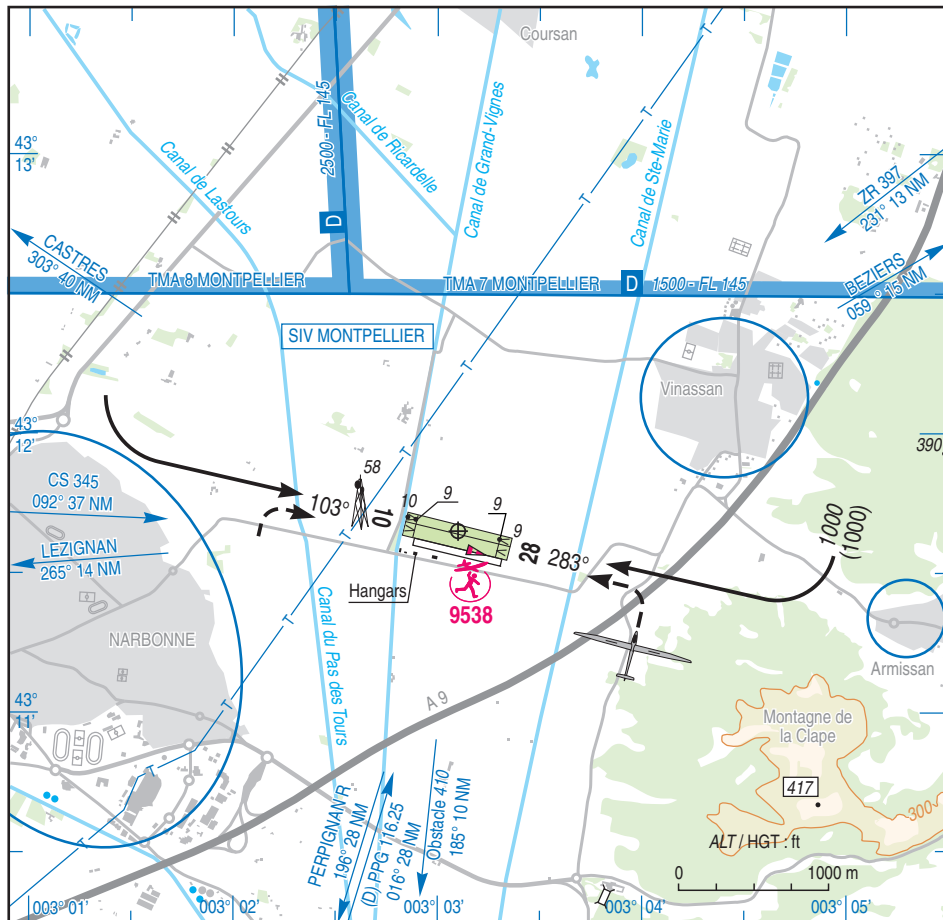 Coursan
43°
13'
2500 - FL 145
Canal de Ricardelle
Canal de Grand-Vignes
Canal de Ste-Marie
Canal de Lastours
D
ZR 397
231° 13 NM
CASTRES
303° 40 NM
TMA 8 MONTPELLIER
TMA 7 MONTPELLIER
D
1500 - FL 145
BEZIERS
059 ° 15 NM
SIV MONTPELLIER
Vinassan
43°
12'
390
58
CS 345
092° 37 NM
103°
10
10
9
9
9
28
283°
1000
(1000)
LEZIGNAN
265° 14 NM
Hangars
9538
NARBONNE
Canal du Pas des Tours
Armissan
43°
11'
A 9
Montagne de
la Clape
417
300
PERPIGNAN R
196° 28 NM
(D) PPG 116.25
016° 28 NM
Obstacle 410
185° 10 NM
ALT / HGT : ft
0
1000 m
003° 01'
003° 02'
003° 03'
003° 04'
003° 05'
T
T
T
T
T
T
T